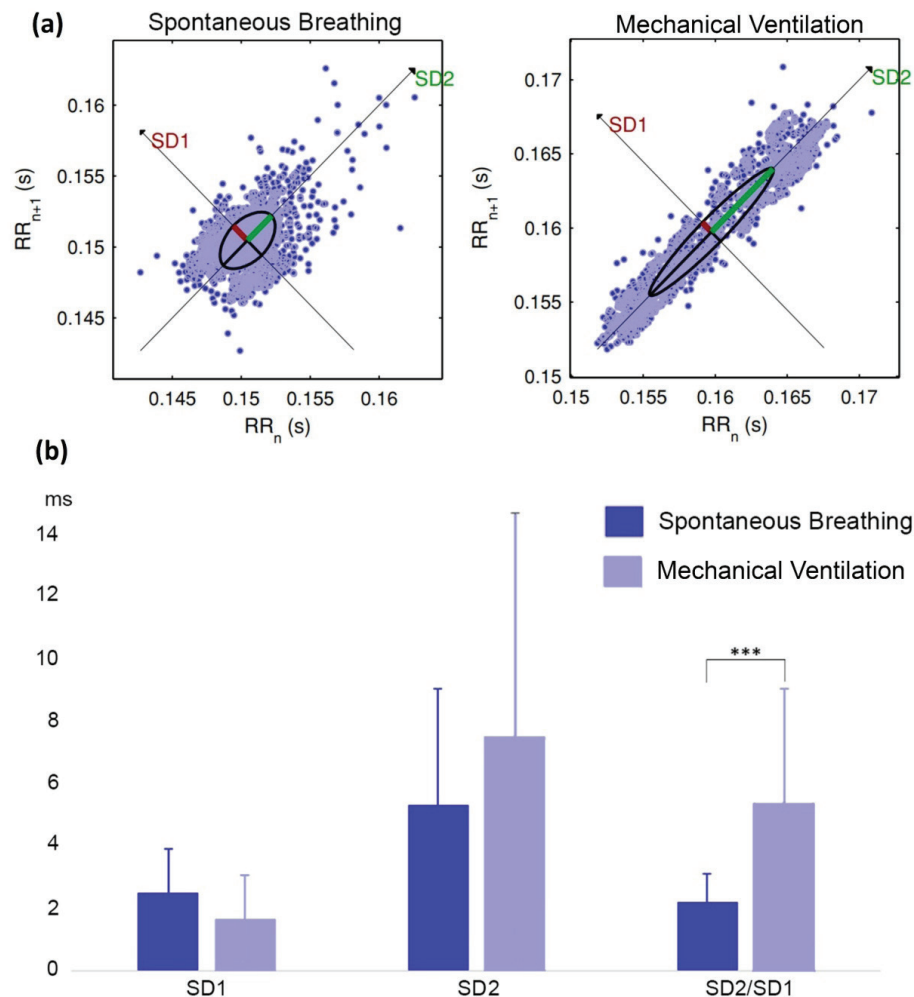 (a)
Spontaneous Breathing
Mechanical Ventilation
SD2
SD1
0.16
0.155
0.15
0.145
RRn+1 (s)
0.145 0.15 0.155 0.16
RRn (s)
SD2
SD1
0.17
0.165
0.16
0.155
0.15
RRn+1 (s)
0.15 0.155 0.16 0.165 0.17
RRn (s)
(b)
ms
14
12
10
8
6
4
2
0
Spontaneous Breathing
Mechanical Ventilation
***
SD1 SD2 SD2/SD1